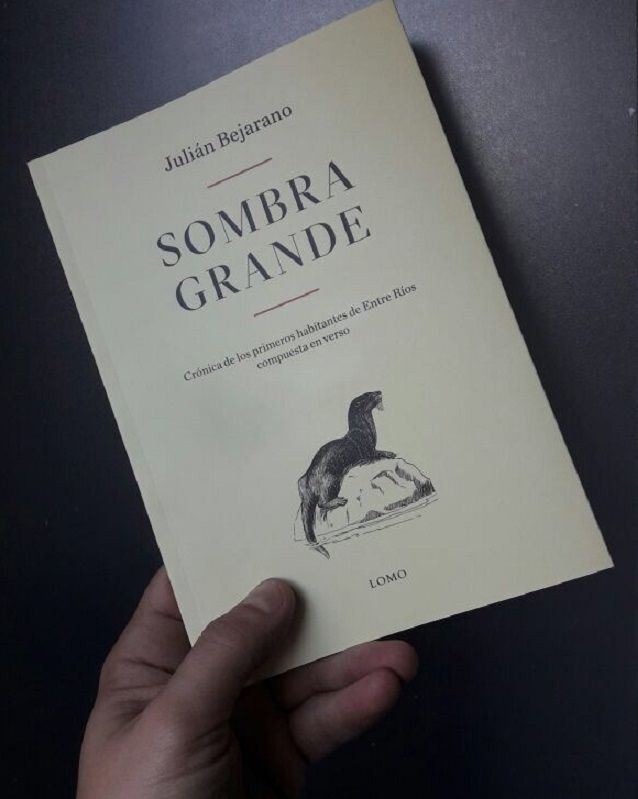 Julián Bejarano
SOMBRA
GRANDE
Crónica de los primeros habitantes de Entre Ríos
compuesta en verso
LOMO